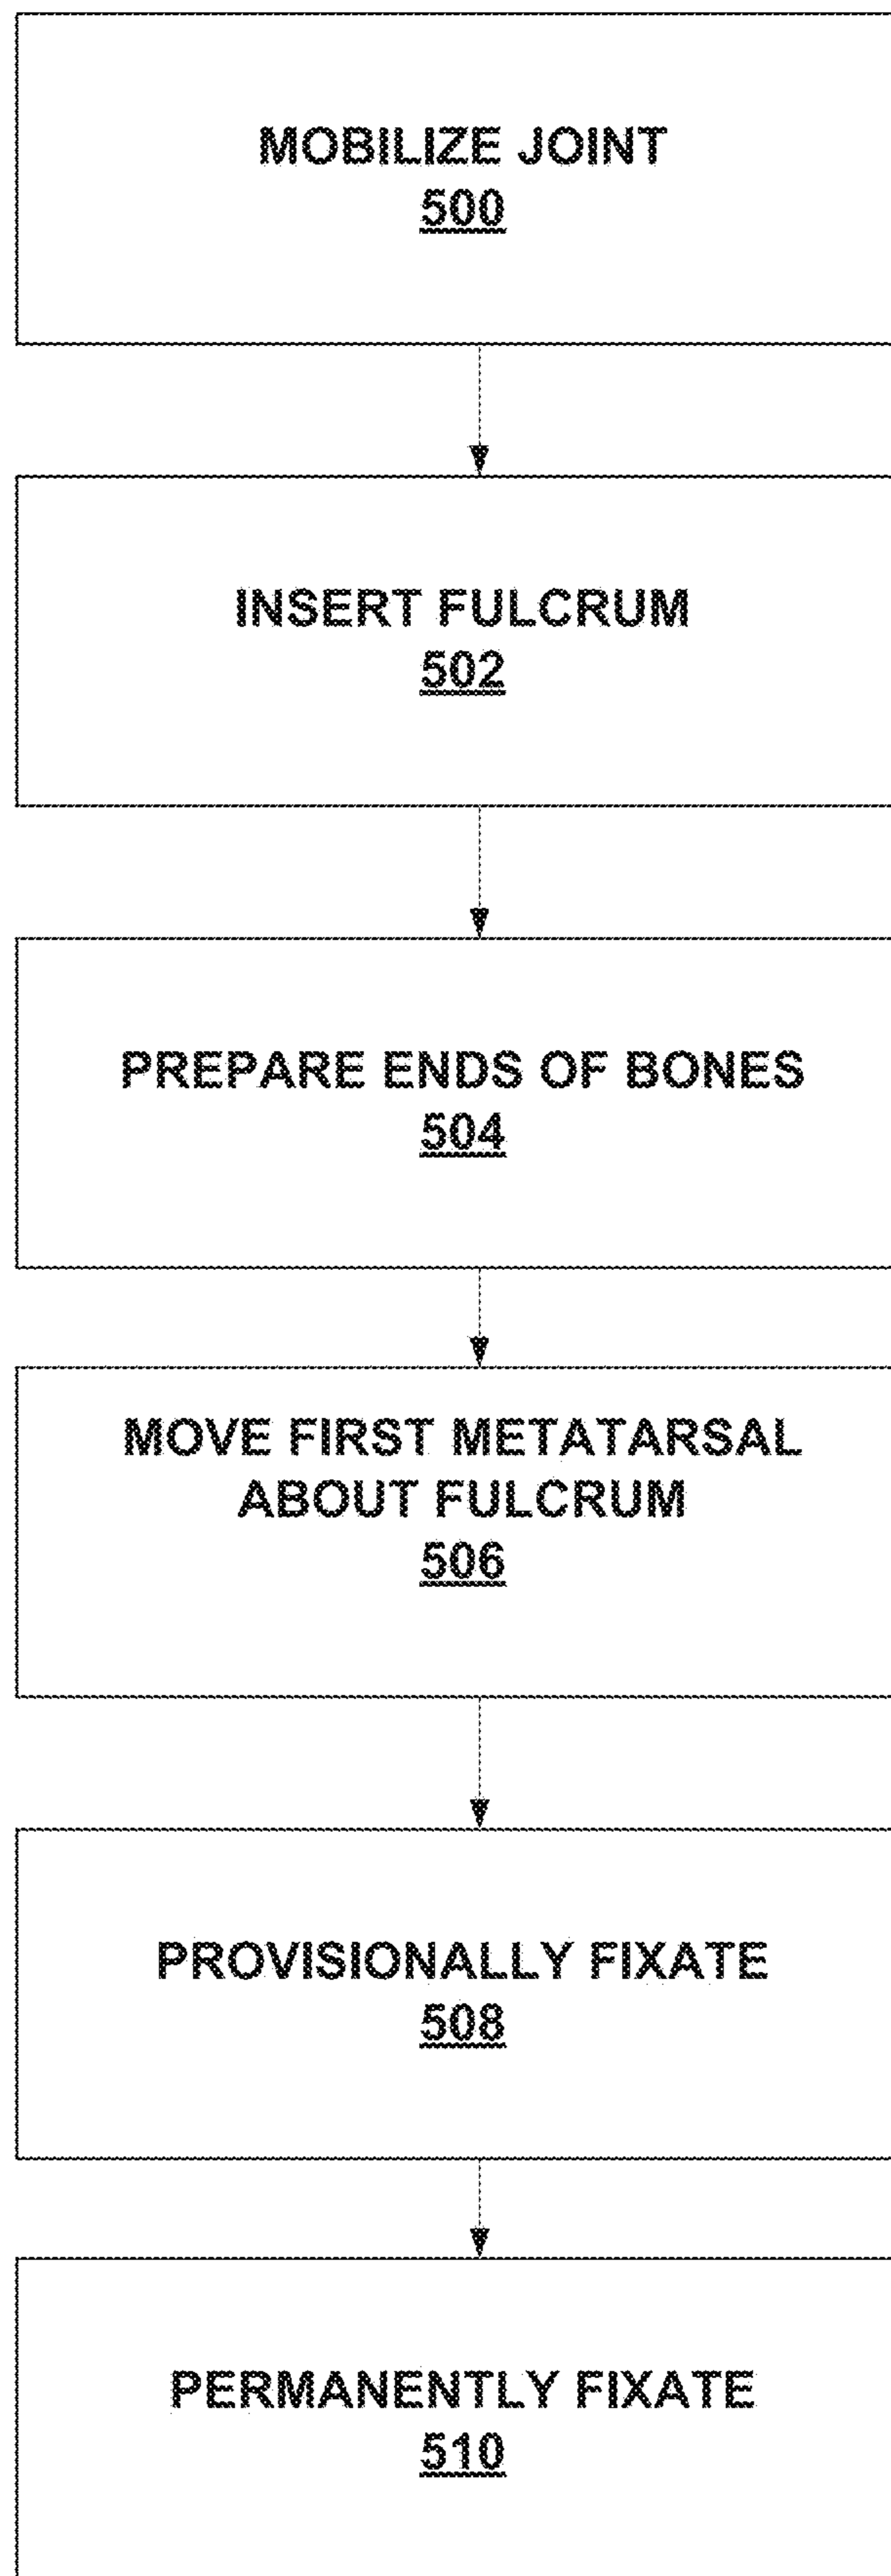 MOBILIZE JOINT
500
INSERT FULCRUM
502
PREPARE ENDS OF BONES
504
MOVE FIRST METATARSAL
ABOUT FULCRUM
506
PROVISIONALLY FIXATE
508
PERMANENTLY FIXATE
510